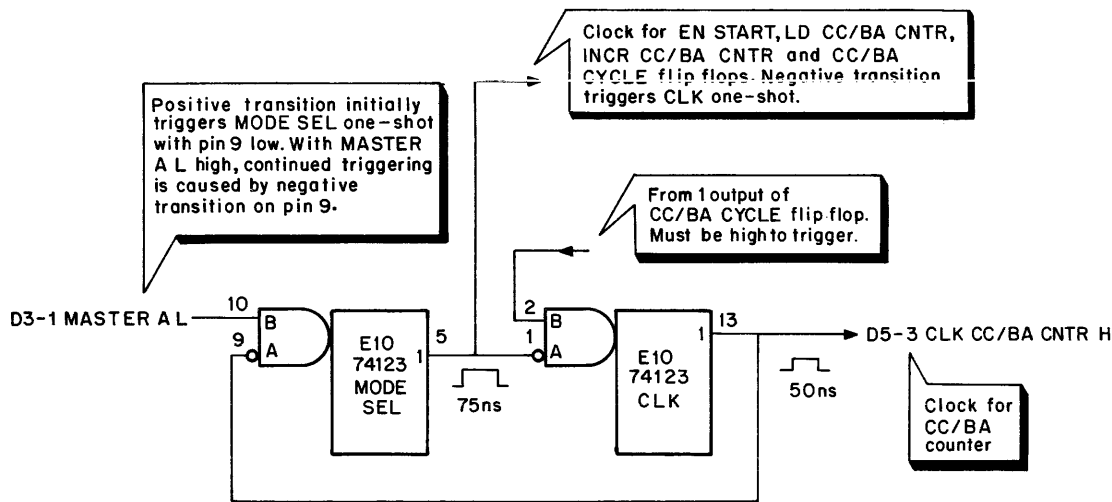 Clock for EN START, LD CC/BA CNTR,
INCR CC/BA CNTR and CC/BA
CYCLE flip flops. Negative transition
triggers CLK one-shot.
Positive transition initially
triggers MODE SEL one-shot
with pin 9 low. With MASTER
A L high, continued triggering
is caused by negative
transition on pin 9.
From 1 output of
CC/BA CYCLE flip flop.
Must be high to trigger.
D3-1 MASTER A L
10
B
9
A
E10
74123
MODE
SEL
1
5
75ns
2
B
1
A
E10
74123
CLK
1
13
50ns
D5-3 CLK CC/BA CNTR H
Clock for
CC/BA
counter